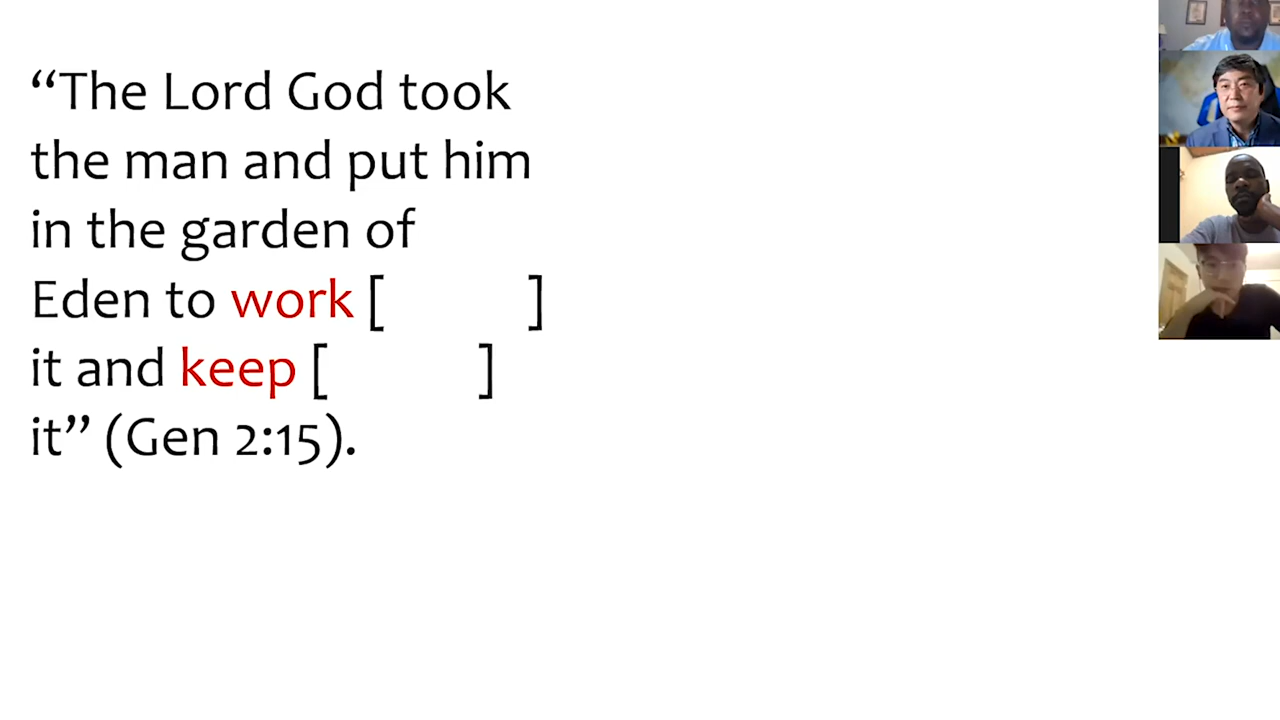 “The Lord God took
the man and put him
in the garden of
Eden to work [ ]
it and keep [ ]
it” (Gen 2:15).